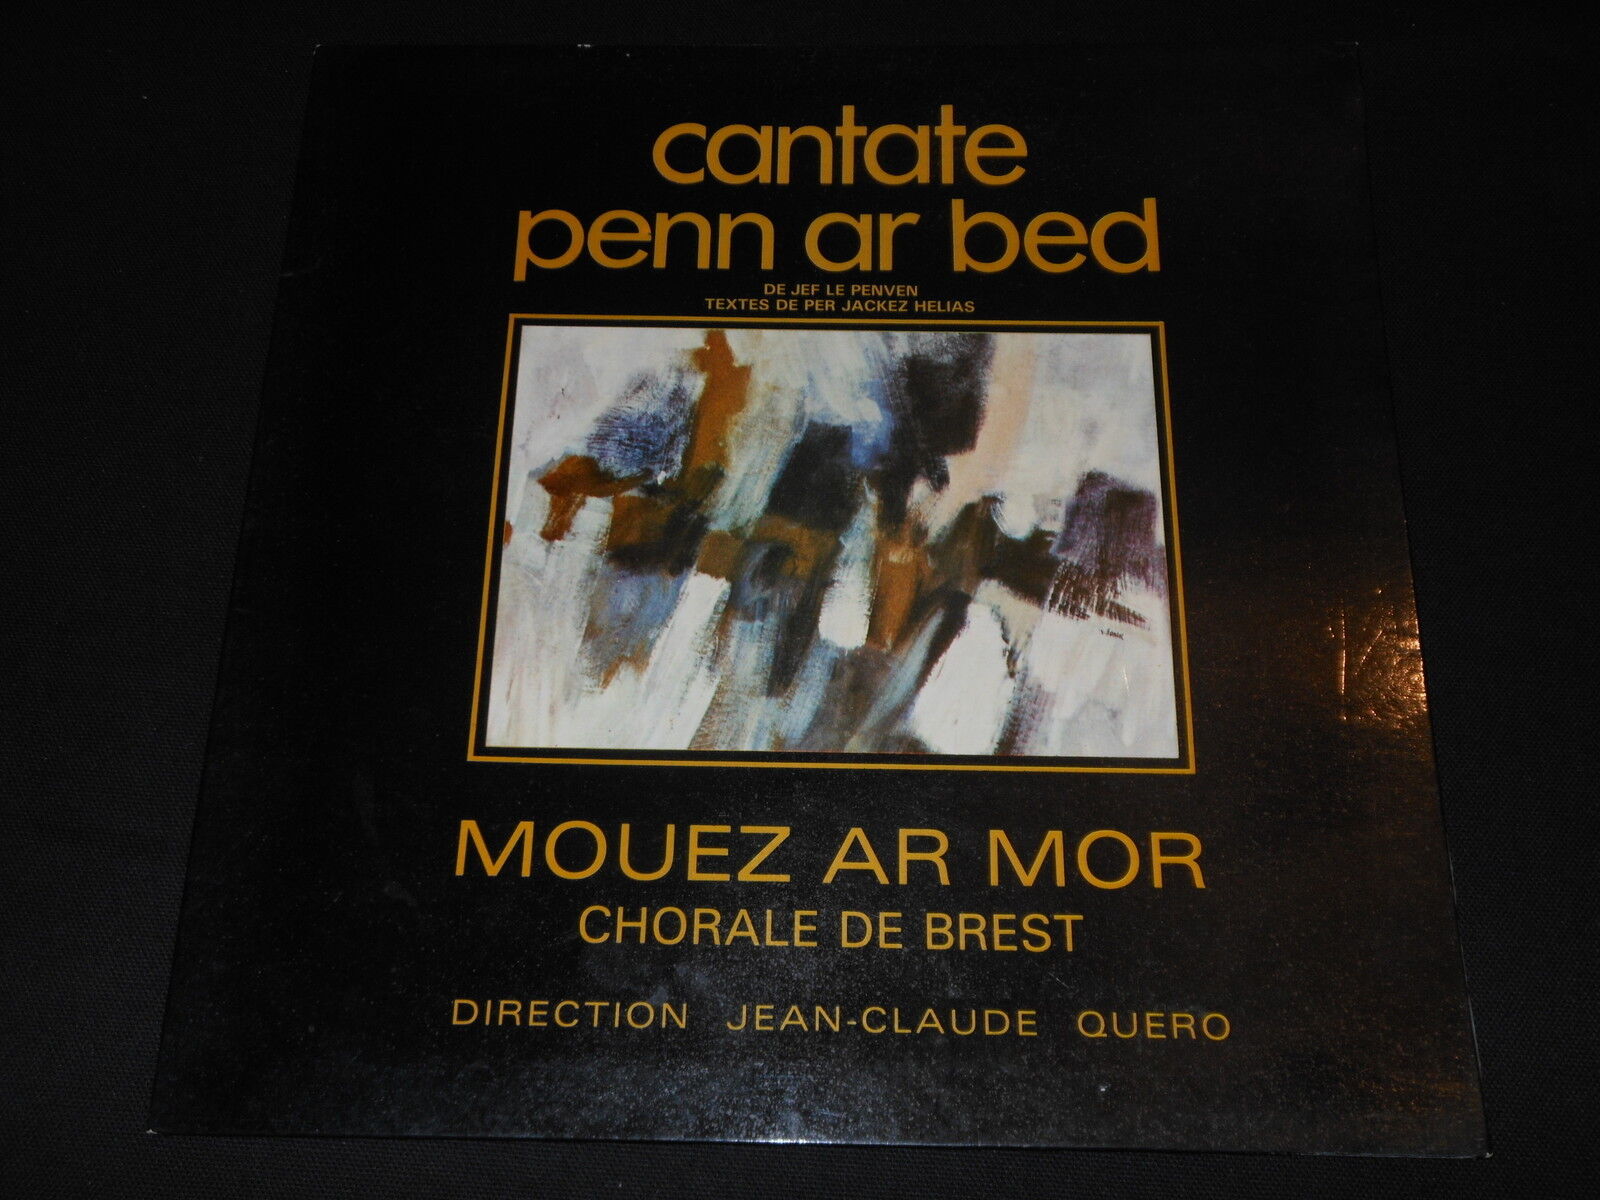 cantate
penn ar bed
DE JEF LE PENVEN
TEXTES DE PER JACKEZ HELIAS
MOUEZ AR MOR
CHORALE DE BREST
DIRECTION JEAN-CLAUDE QUERO